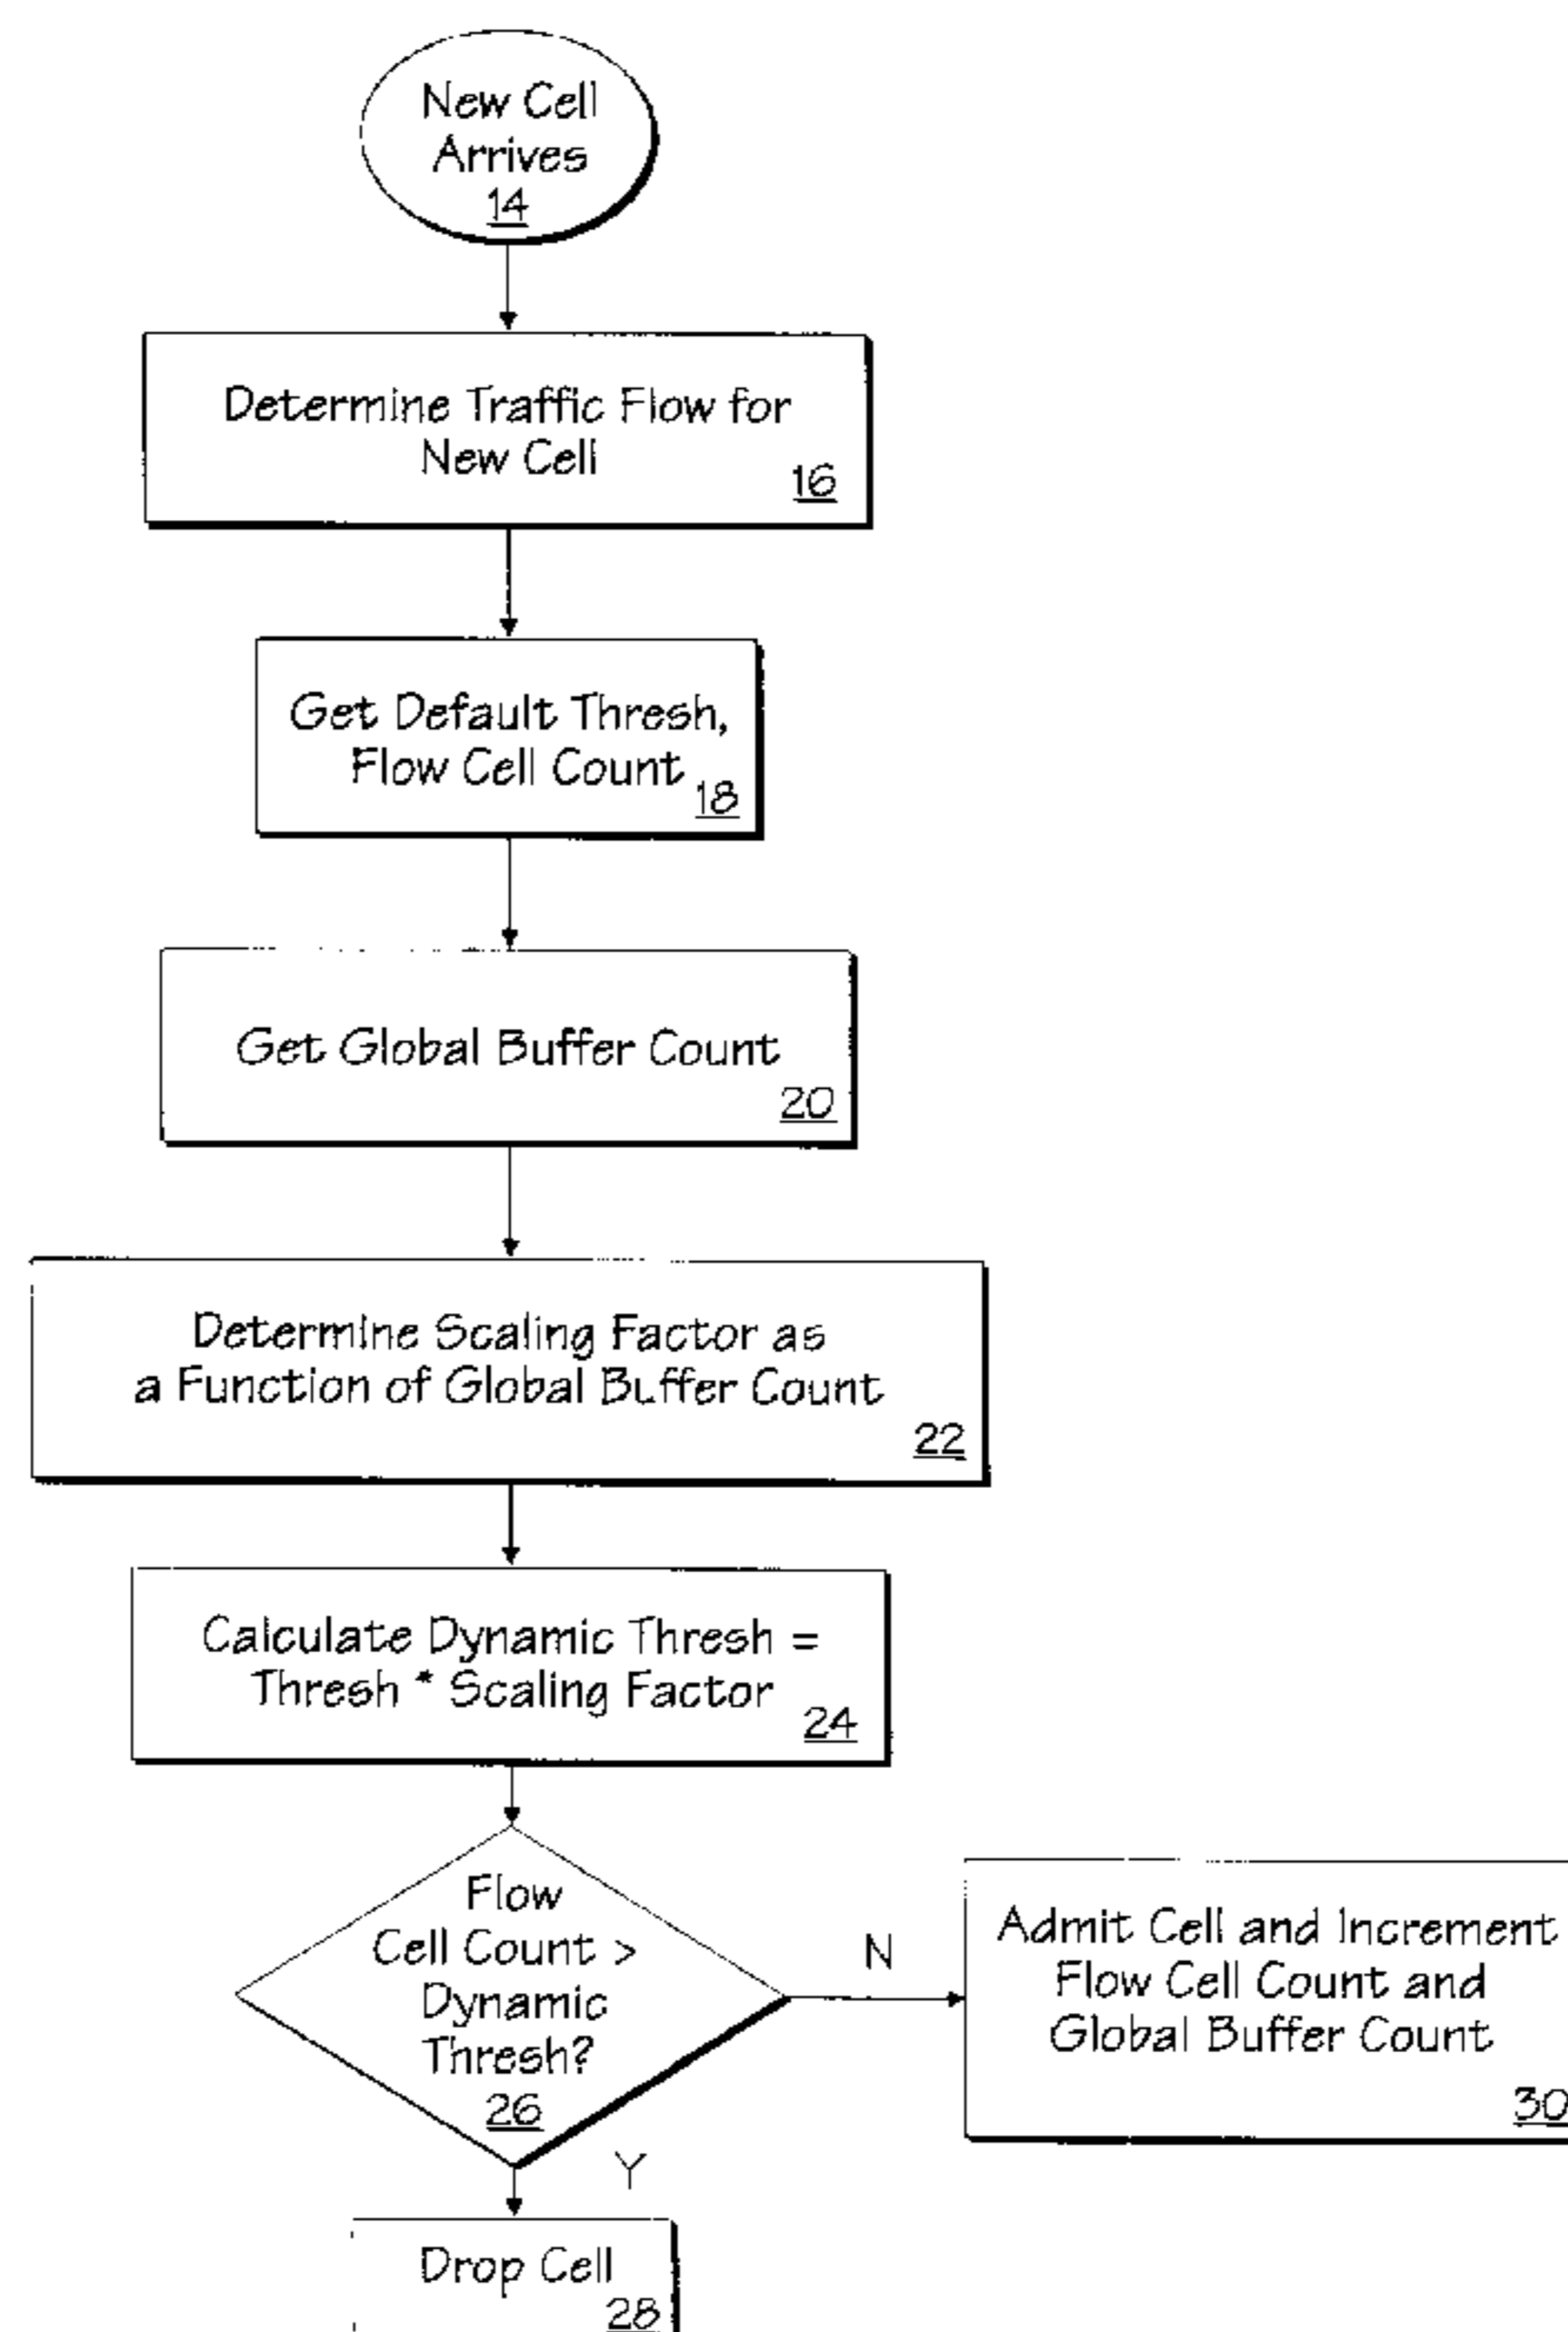 New Cell
Arrives
14
Determine Traffic Flow for
New Cell
16
Get Default Thresh,
Flow Cell Count
18
Get Global Buffer Count
20
Determine Scaling Factor as
a Function of Global Buffer Count
22
Calculate Dynamic Thresh =
Thresh * Scaling Factor
24
Flow
Cell Count >
Dynamic
Thresh?
26
N
Admit Cell and Increment
Flow Cell Count and
Global Buffer Count
30
Y
Drop Cell
28